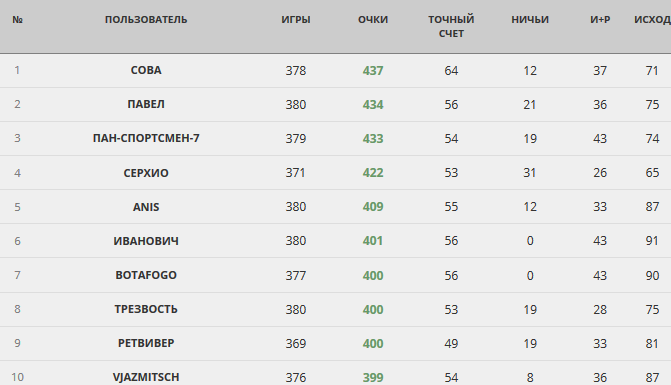 № ПОЛЬЗОВАТЕЛЬ ИГРЫ ОЧКИ ТОЧНЫЙ СЧЕТ НИЧЬИ И+Р ИСХОД
1 СОВА 378 437 64 12 37 71
2 ПАВЕЛ 380 434 56 21 36 75
3 ПАН-СПОРТСМЕН-7 379 433 54 19 43 74
4 СЕРХИО 371 422 53 31 26 65
5 ANIS 380 409 55 12 33 87
6 ИВАНОВИЧ 380 401 56 0 43 91
7 BOTAFOGO 377 400 56 0 43 90
8 ТРЕЗВОСТЬ 380 400 53 19 28 75
9 РЕТВИВЕР 369 400 49 19 33 81
10 VJAZMITSCH 376 399 54 8 36 87